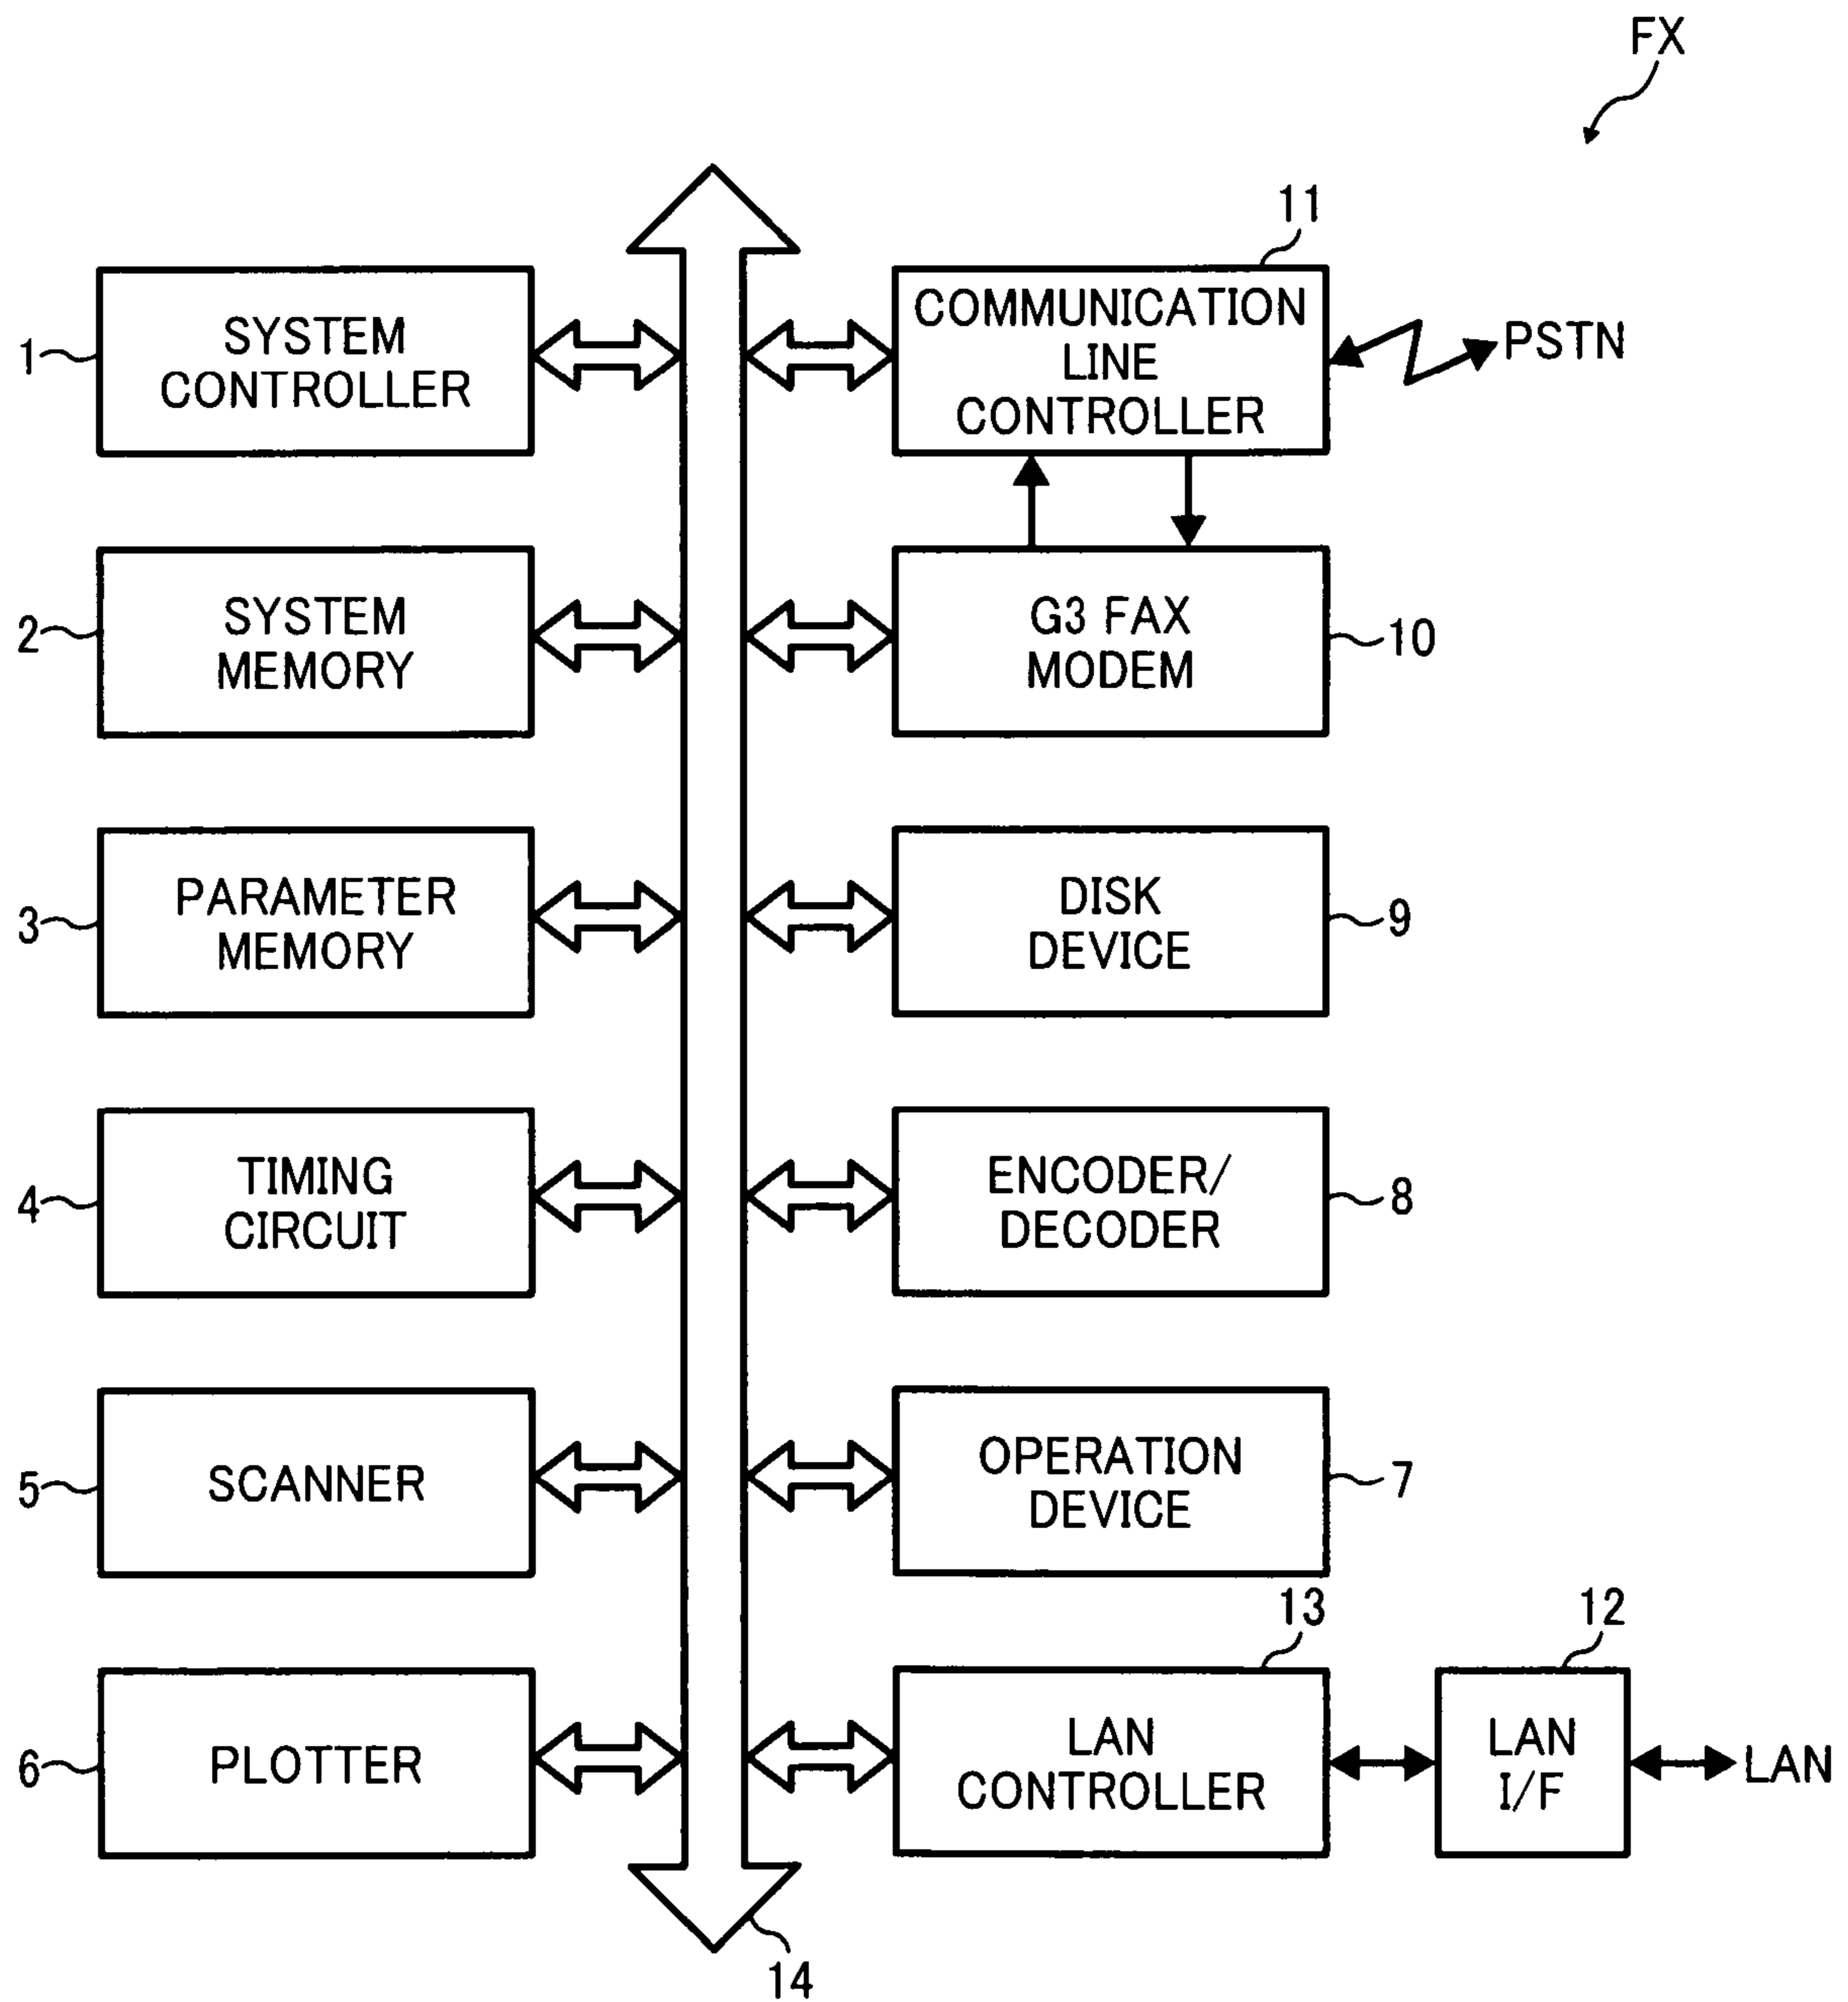 FX
11
1
SYSTEM
CONTROLLER
COMMUNICATION
LINE
CONTROLLER
PSTN
2
SYSTEM
MEMORY
G3 FAX
MODEM
10
3
PARAMETER
MEMORY
DISK
DEVICE
9
4
TIMING
CIRCUIT
ENCODER/
DECODER
8
5
SCANNER
OPERATION
DEVICE
7
13
12
6
PLOTTER
LAN
CONTROLLER
LAN
I/F
LAN
14